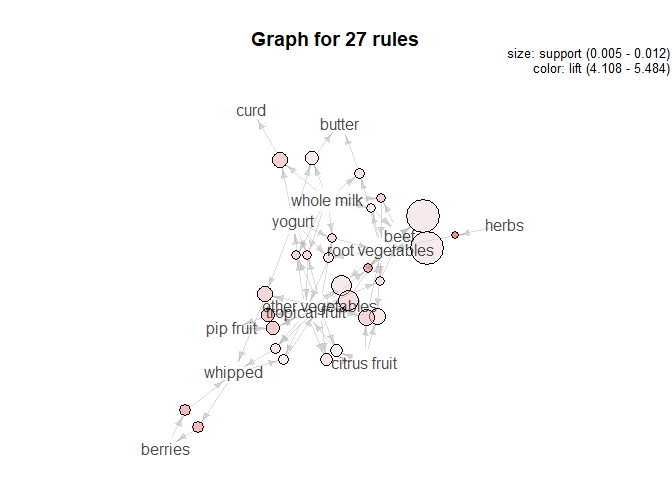 Graph for 27 rules
size: support (0.005 - 0.012)
color: lift (4.108 - 5.484)
curd
butter
whole milk
yogurt
herbs
beef
root vegetables
other vegetables
tropical fruit
pip fruit
citrus fruit
whipped
berries